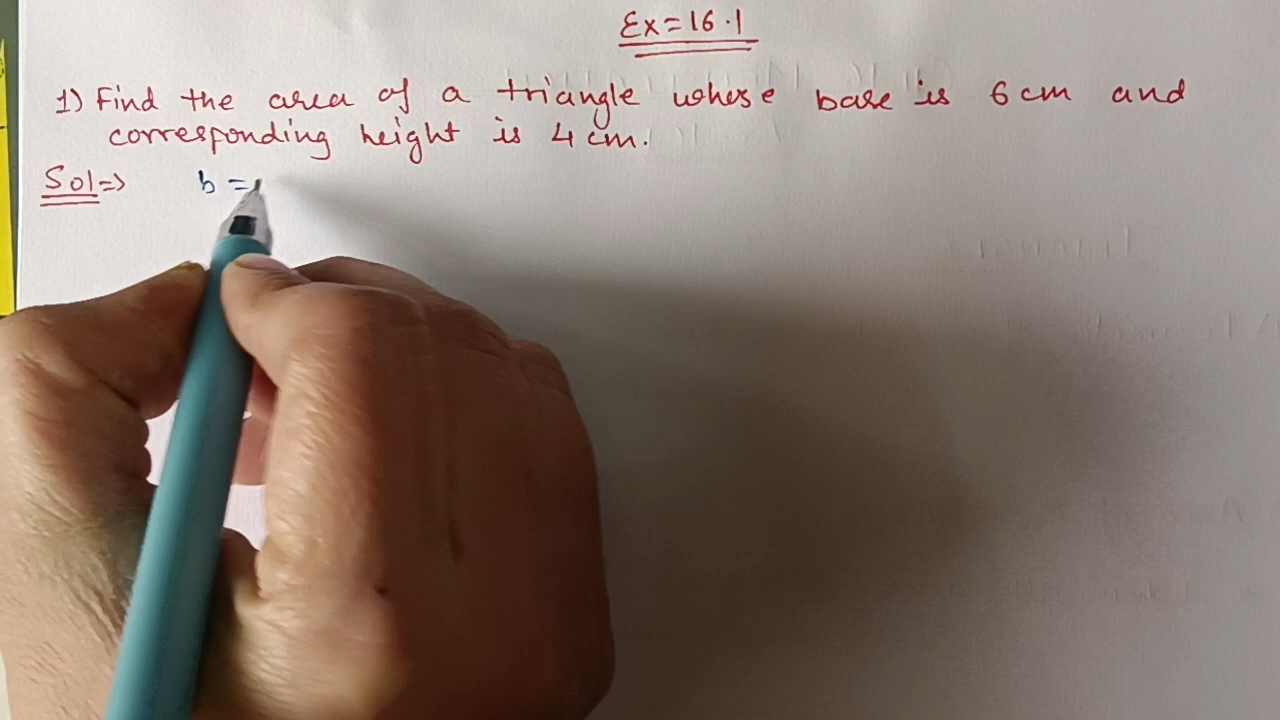 Ex=16.1
1) Find the area of a triangle whose base is 6 cm and
corresponding height is 4 cm.
Sol=> b =